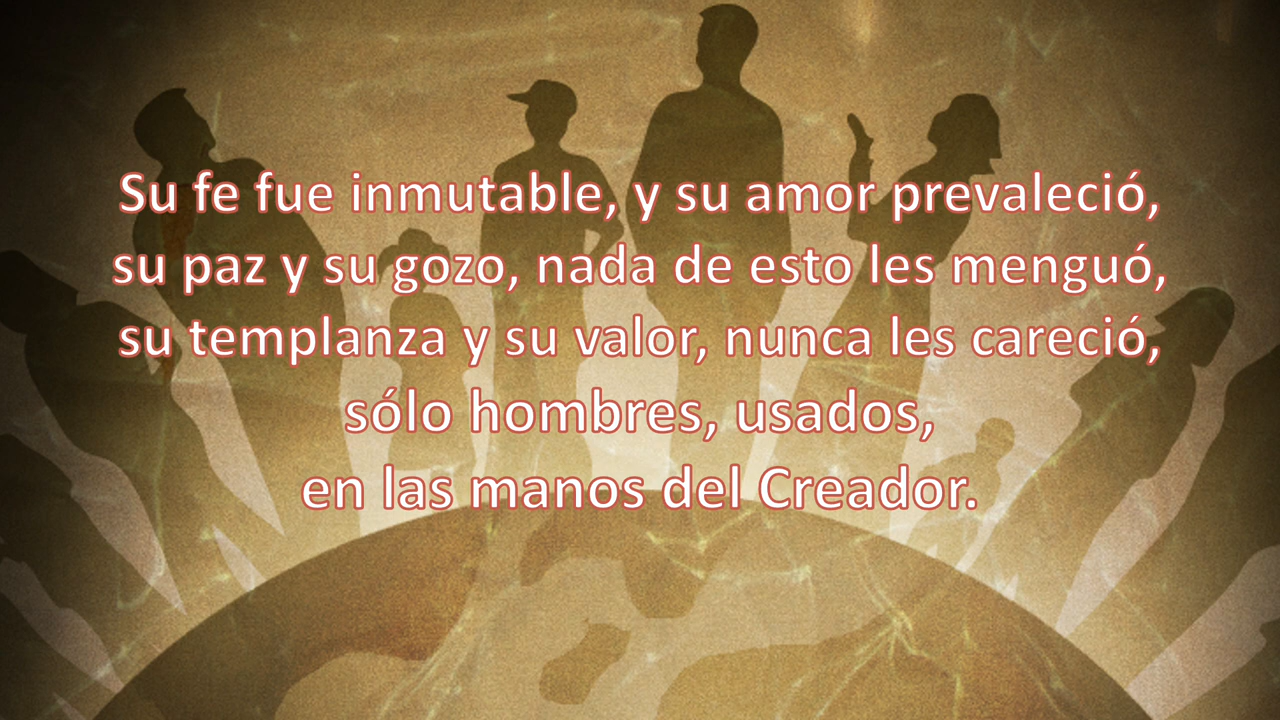 Su fe fue inmutable, y su amor prevaleció,
su paz y su gozo, nada de esto les menguó,
su templanza y su valor, nunca les careció,
sólo hombres, usados,
en las manos del Creador.